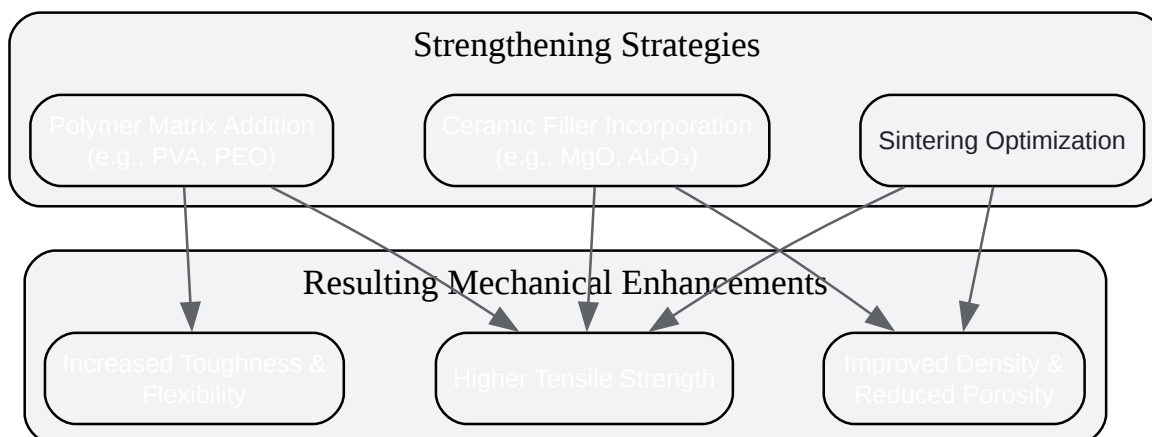 Strengthening Strategies
Polymer Matrix Addition
(e.g., PVA, PEO)
Ceramic Filler Incorporation
(e.g., MgO, Al₂O₃)
Sintering Optimization
Resulting Mechanical Enhancements
Increased Toughness &
Flexibility
Higher Tensile Strength
Improved Density &
Reduced Porosity